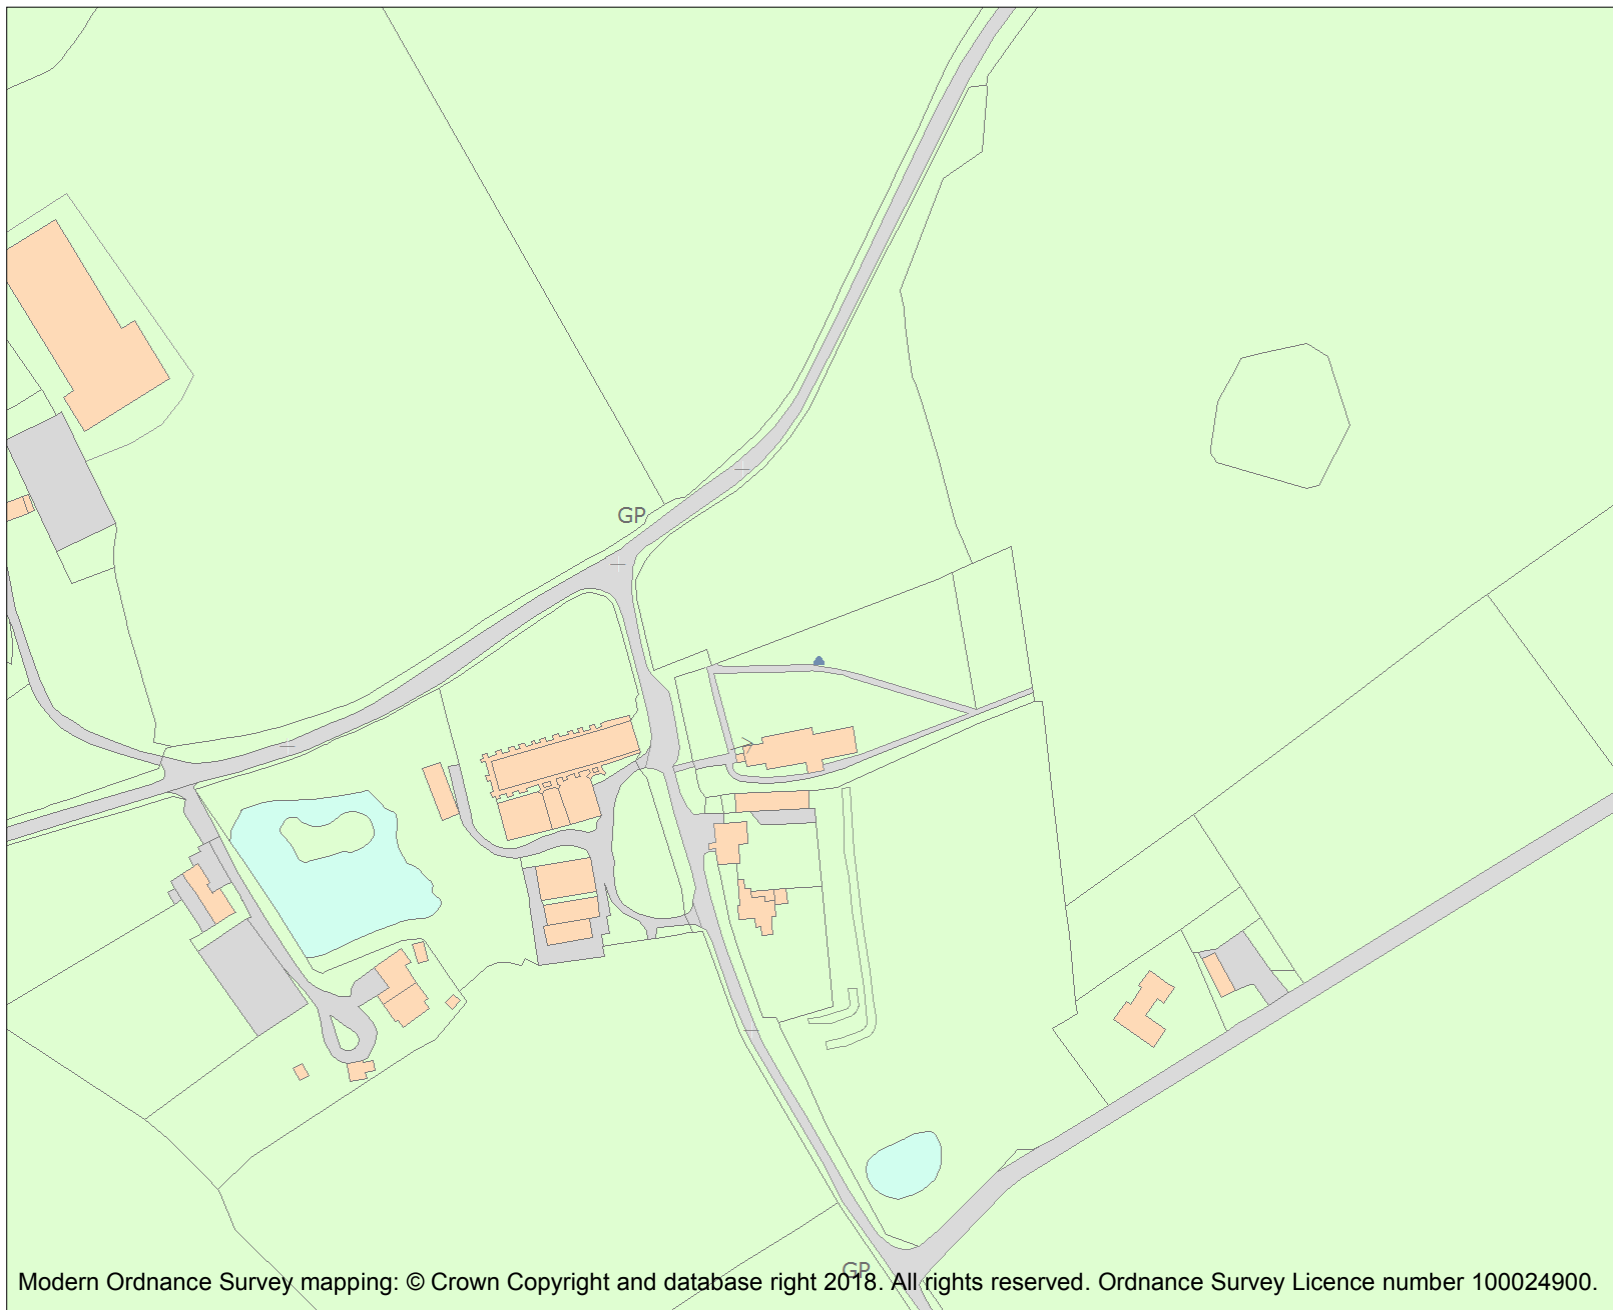 GP
GP
Modern Ordnance Survey mapping: © Crown Copyright and database right 2018. All rights reserved. Ordnance Survey Licence number 100024900.